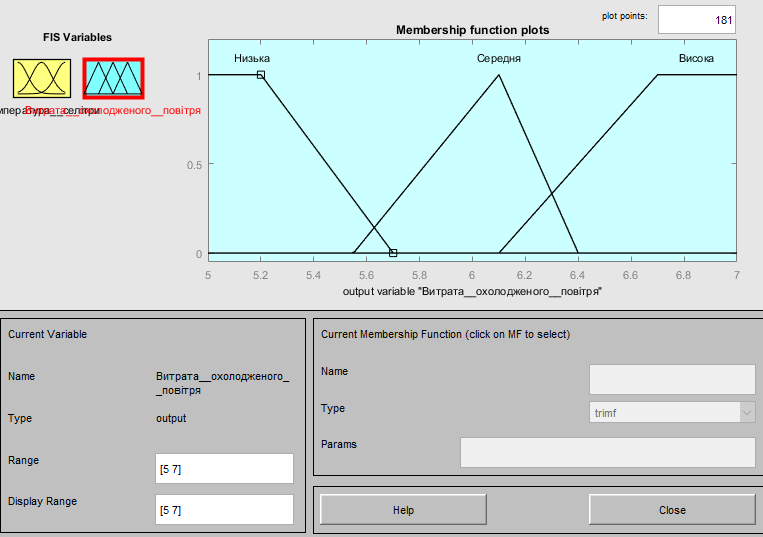 plot points:
181
FIS Variables
Membership function plots
Низька
Середня
Висока
1
0.5
0
селітри
Витрата охолодженого__повітря
5
5.2
5.4
5.6
5.8
6
6.2
6.4
6.6
6.8
7
output variable "Витрата__охолодженого__повітря"
Current Variable
Name
Витрата__охолодженого_
_повітря
Type
output
Range
[5 7]
Display Range
[5 7]
Current Membership Function (click on MF to select)
Name
Type
trimf
Params
Help
Close